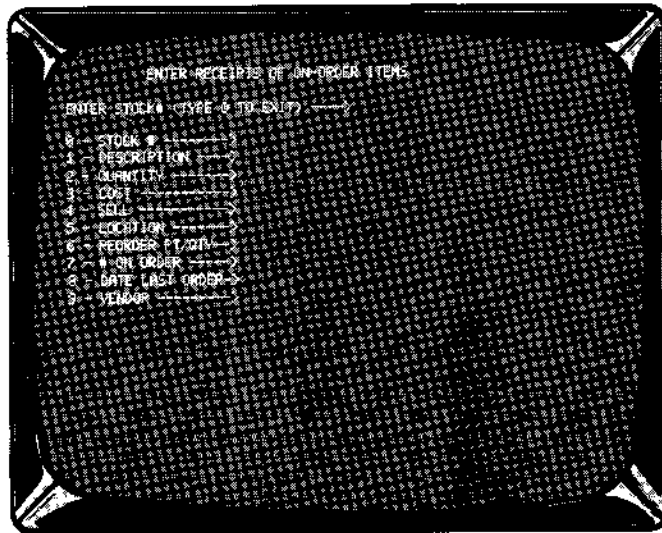 ENTER RECEIPTS OF ON-ORDER ITEMS
ENTER STOCK# (TYPE 0 TO EXIT) ---->
0 - STOCK # -------->
1 - DESCRIPTION ---->
2 - QUANTITY ------->
3 - COST ----------->
4 - SELL ----------->
5 - LOCATION ------->
6 - REORDER PT/QTY-->
7 - # ON ORDER ----->
8 - DATE LAST ORDER->
9 - VENDOR --------->